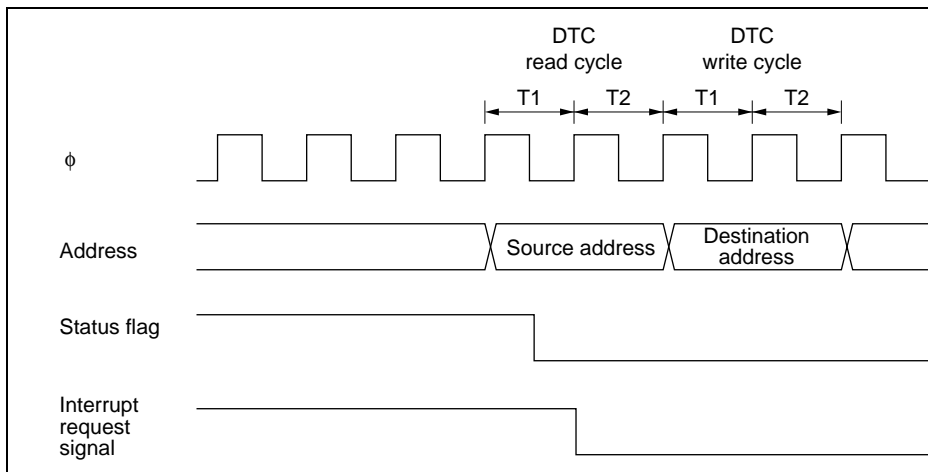 DTC
read cycle
DTC
write cycle
T1
T2
T1
T2
ϕ
Address
Source address
Destination
address
Status flag
Interrupt
request
signal